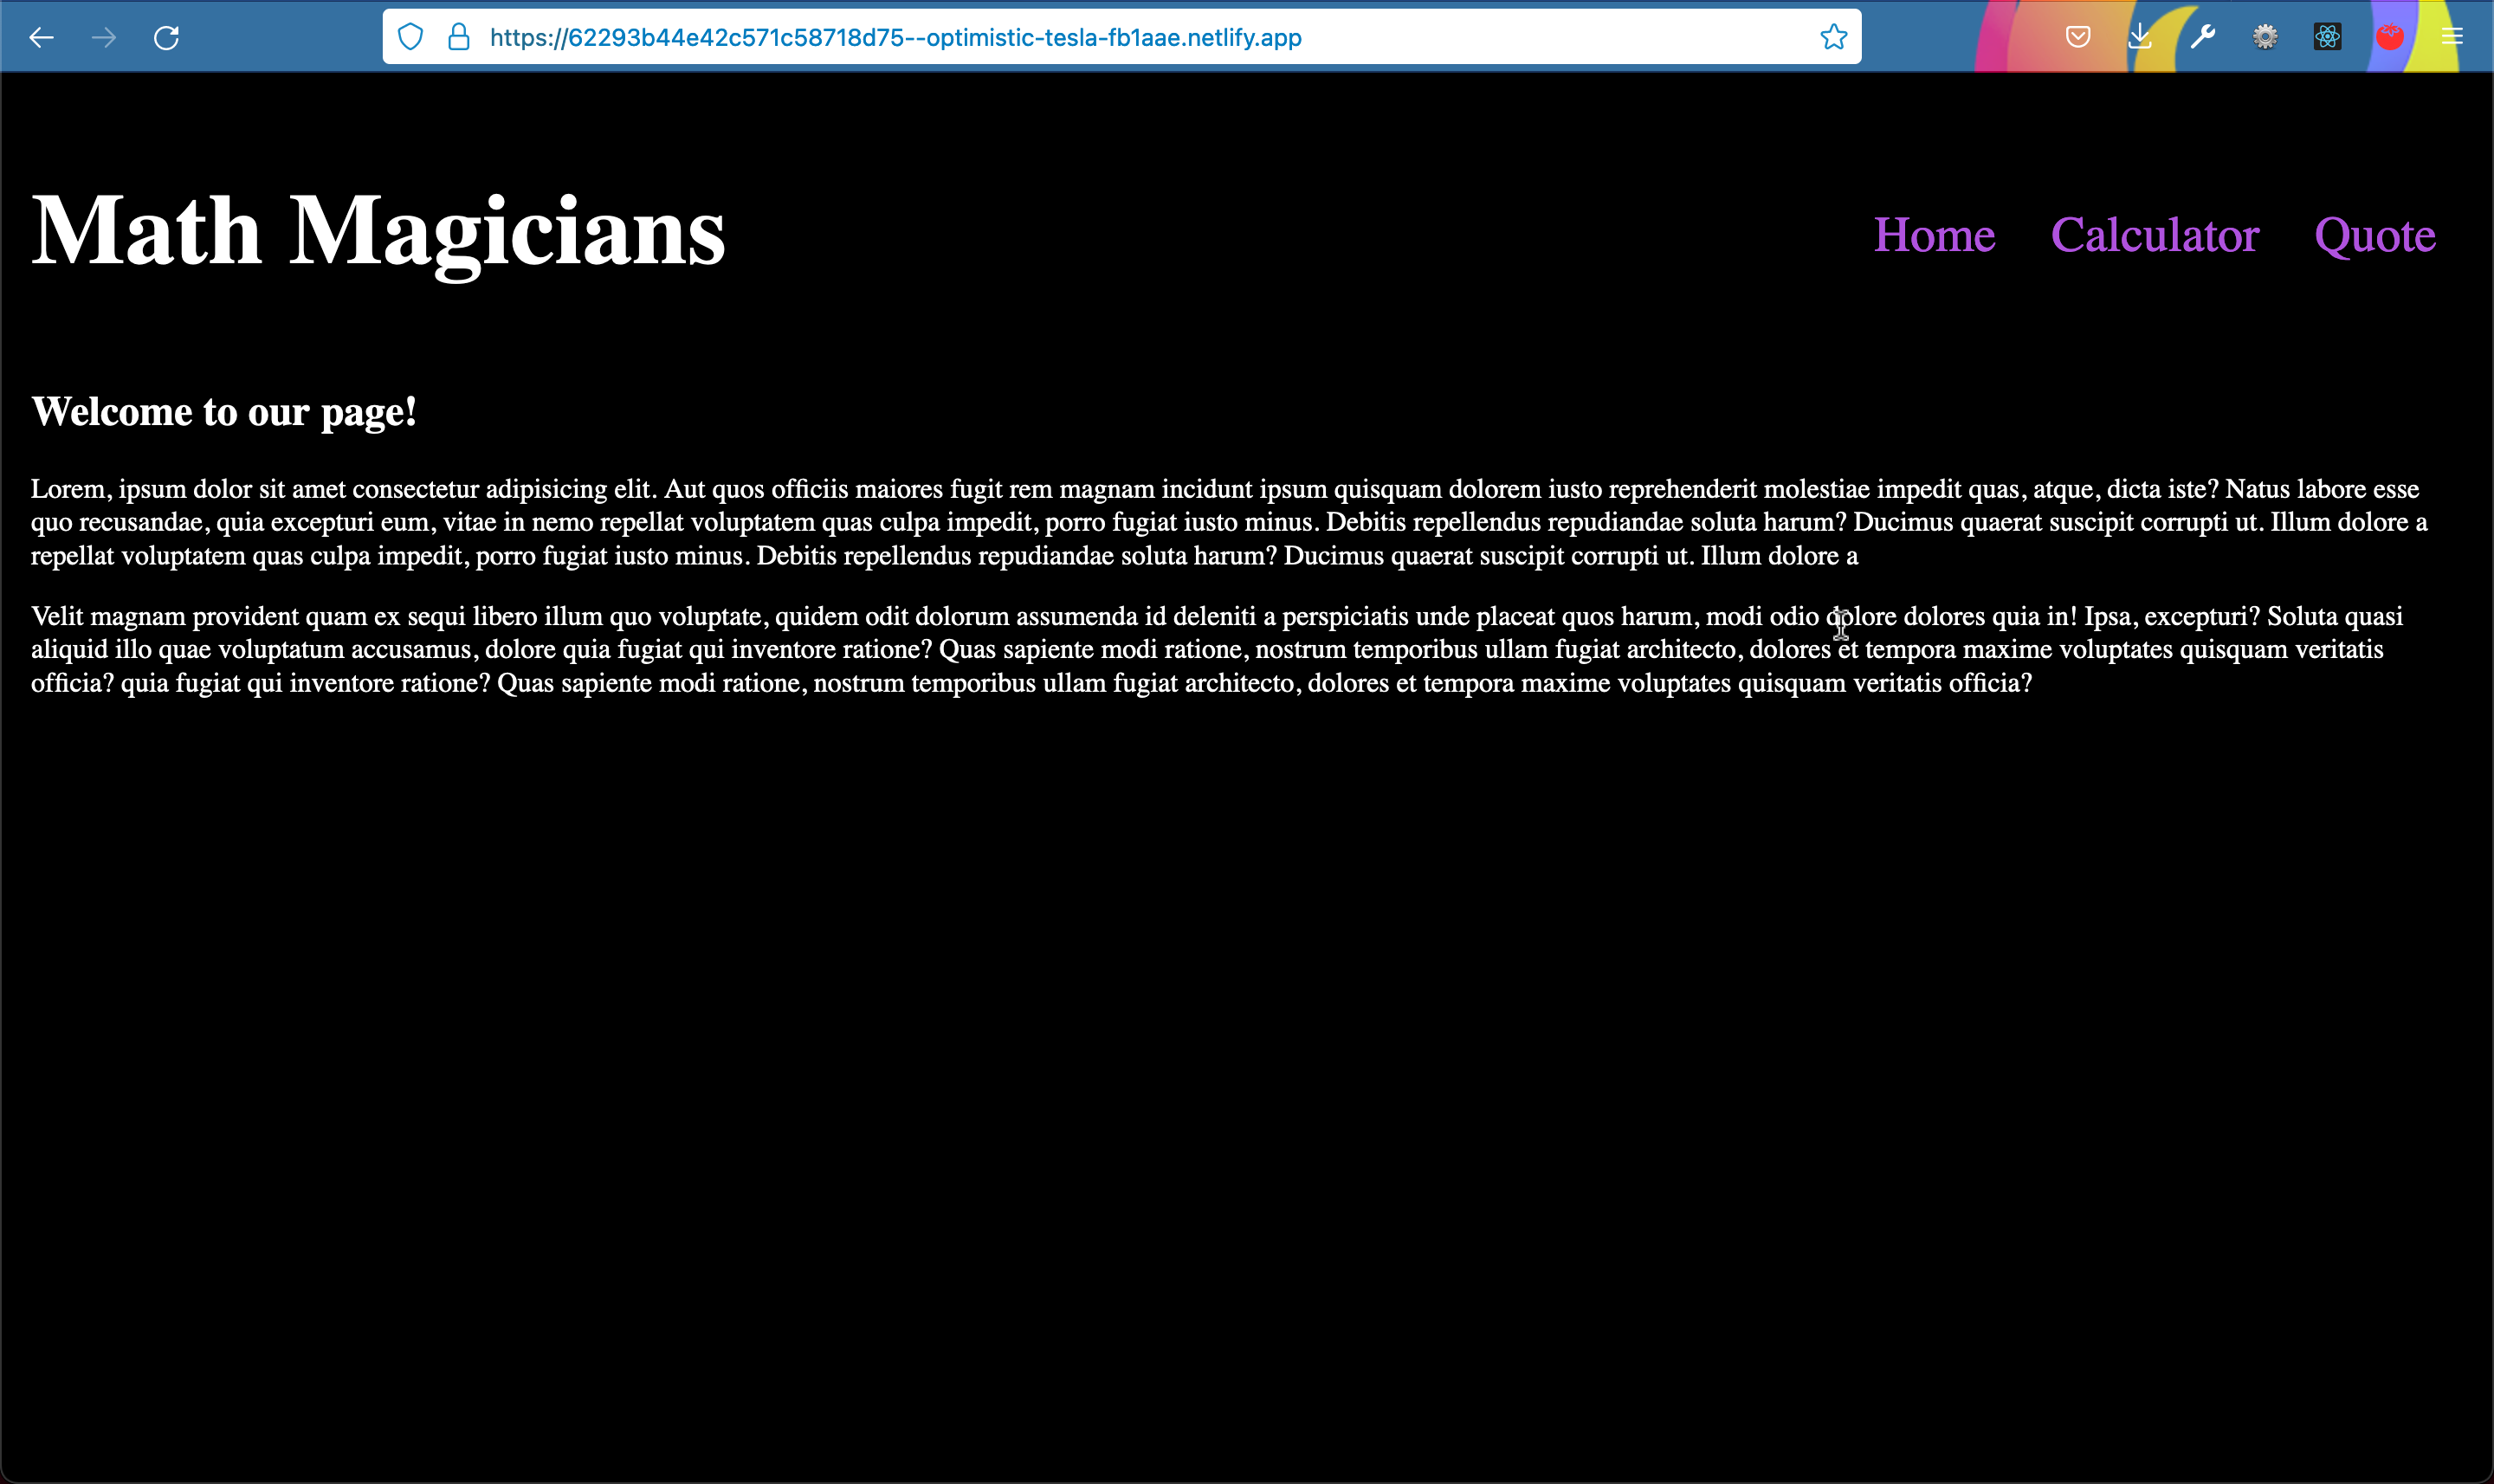 https://62293b44e42c571c58718d75--optimistic-tesla-fb1aae.netlify.app
Math Magicians
Home Calculator Quote
Welcome to our page!
Lorem, ipsum dolor sit amet consectetur adipisicing elit. Aut quos officiis maiores fugit rem magnam incidunt ipsum quisquam dolorem iusto reprehenderit molestiae impedit quas, atque, dicta iste? Natus labore esse
quo recusandae, quia excepturi eum, vitae in nemo repellat voluptatem quas culpa impedit, porro fugiat iusto minus. Debitis repellendus repudiandae soluta harum? Ducimus quaerat suscipit corrupti ut. Illum dolore a
repellat voluptatem quas culpa impedit, porro fugiat iusto minus. Debitis repellendus repudiandae soluta harum? Ducimus quaerat suscipit corrupti ut. Illum dolore a
Velit magnam provident quam ex sequi libero illum quo voluptate, quidem odit dolorum assumenda id deleniti a perspiciatis unde placeat quos harum, modi odio dolore dolores quia in! Ipsa, excepturi? Soluta quasi
aliquid illo quae voluptatum accusamus, dolore quia fugiat qui inventore ratione? Quas sapiente modi ratione, nostrum temporibus ullam fugiat architecto, dolores et tempora maxime voluptates quisquam veritatis
officia? quia fugiat qui inventore ratione? Quas sapiente modi ratione, nostrum temporibus ullam fugiat architecto, dolores et tempora maxime voluptates quisquam veritatis officia?